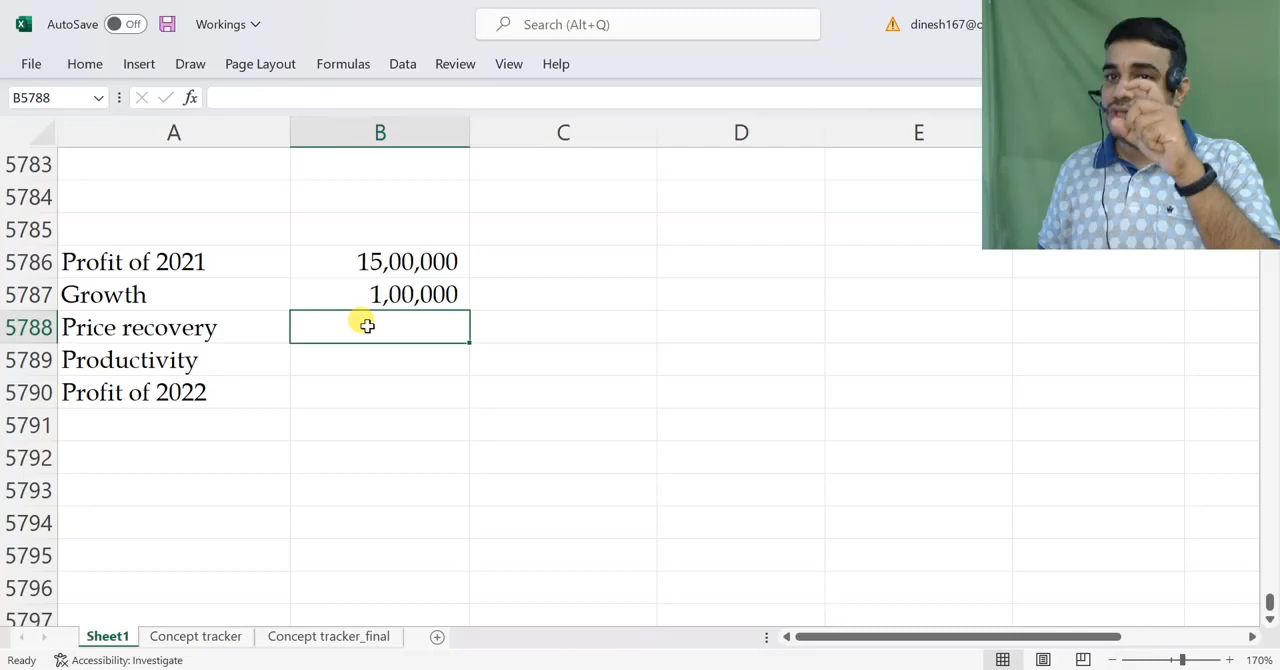 AutoSave Off Workings Search (Alt+Q) dinesh167@
File Home Insert Draw Page Layout Formulas Data Review View Help
B5788 fx
A B C D E
5783
5784
5785
5786 Profit of 2021 15,00,000
5787 Growth 1,00,000
5788 Price recovery
5789 Productivity
5790 Profit of 2022
5791
5792
5793
5794
5795
5796
5797
Sheet1 Concept tracker Concept tracker_final
Ready Accessibility: Investigate 170%